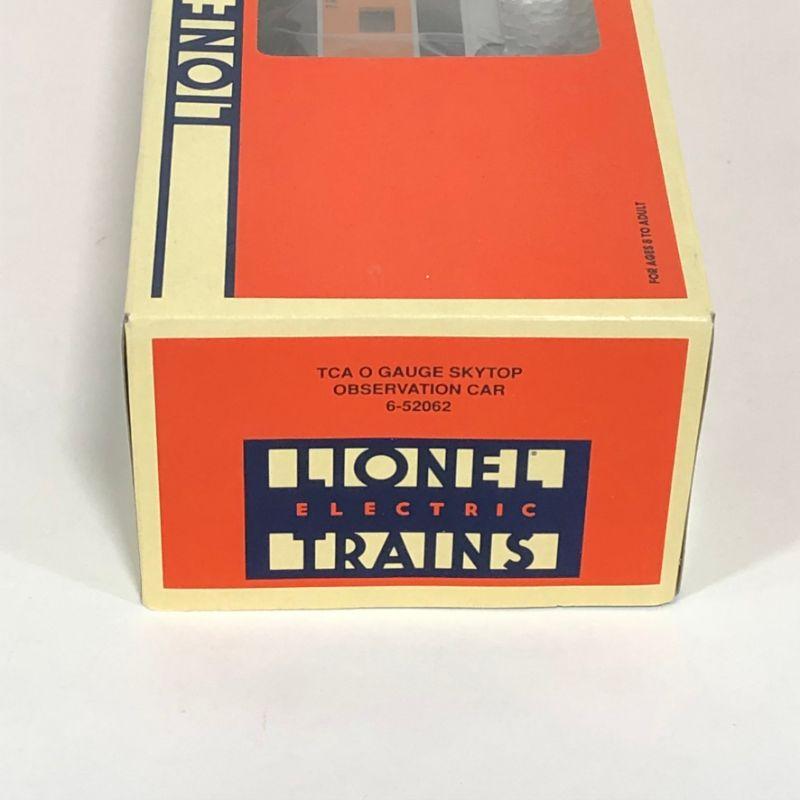 LIONEL
FOR AGES 8 TO ADULT
TCA O GAUGE SKYTOP
OBSERVATION CAR
6-52062
LIONEL®
ELECTRIC
TRAINS